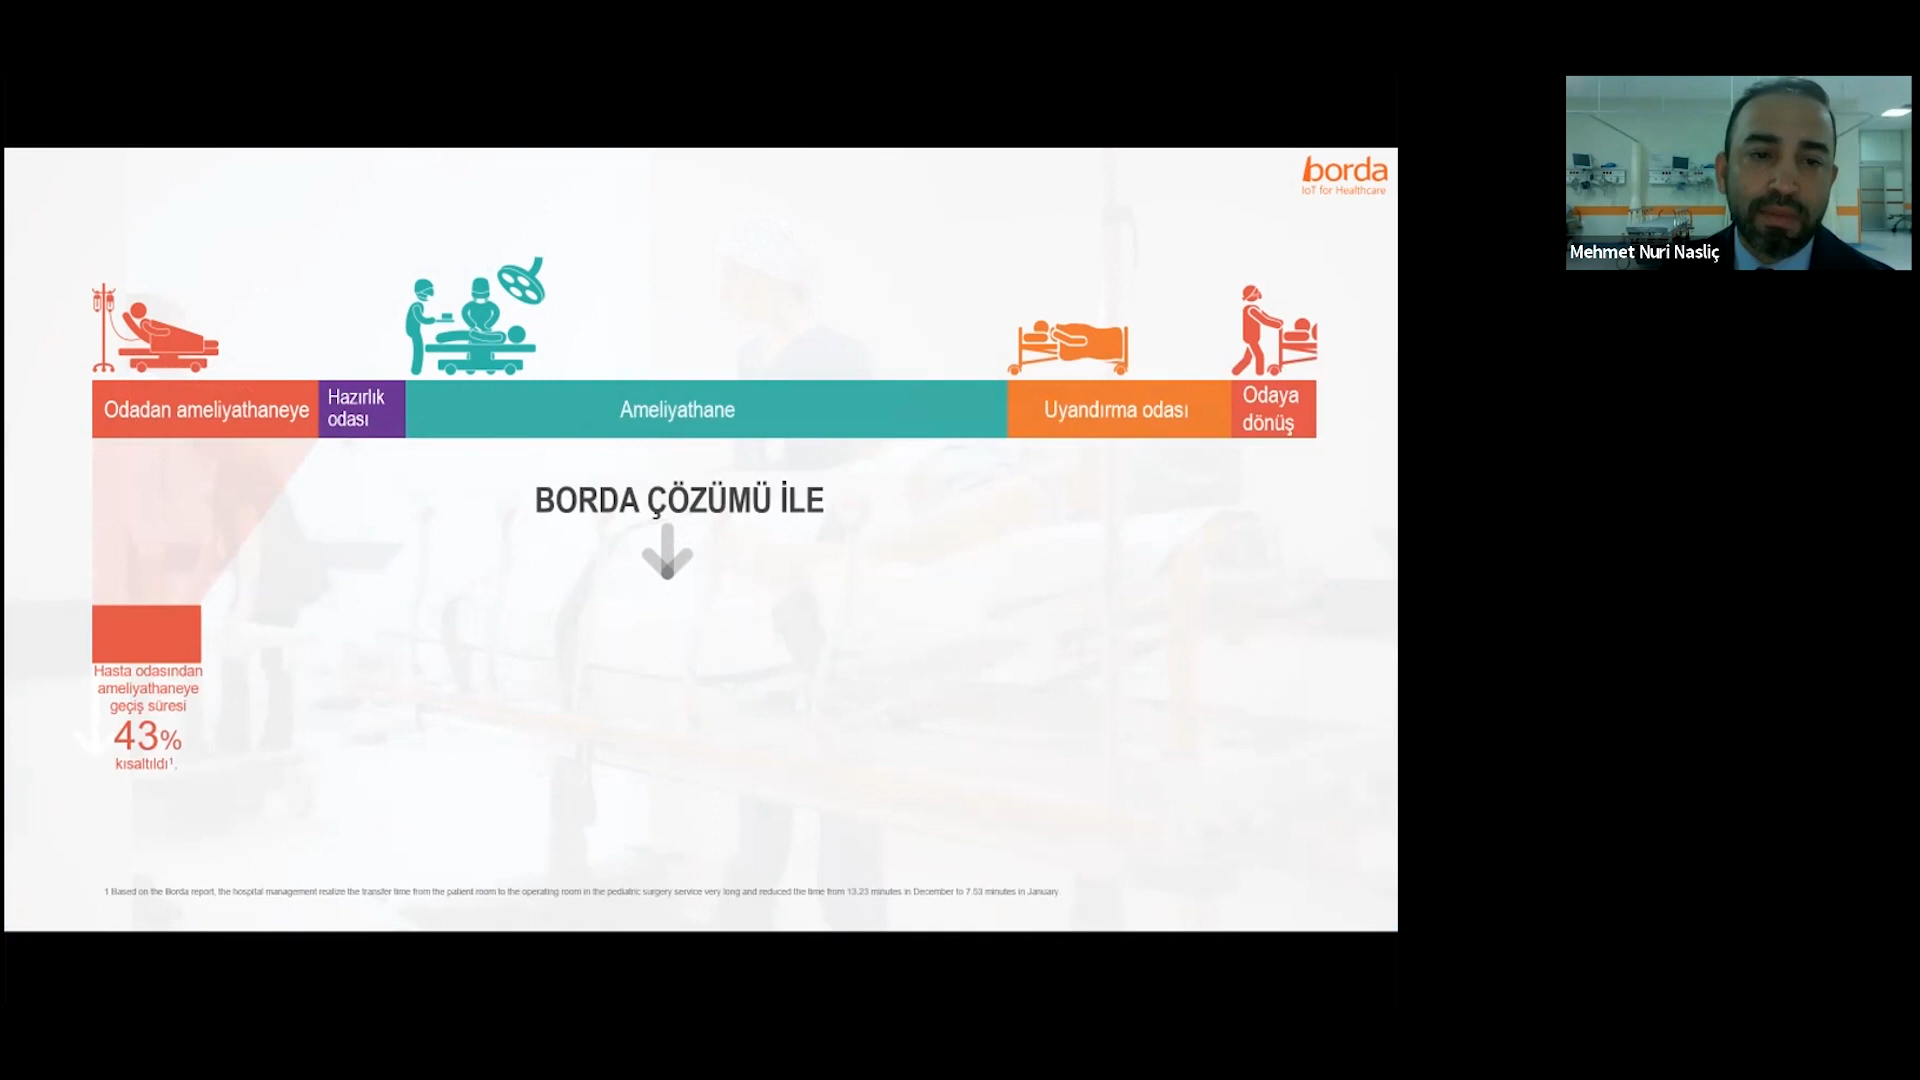 borda
IoT for Healthcare
Mehmet Nuri Nasliç
Odadan ameliyathaneye
Hazırlık
odası
Ameliyathane
Uyandırma odası
Odaya
dönüş
BORDA ÇÖZÜMÜ İLE
Hasta odasından
ameliyathaneye
geçiş süresi
43%
kısaltıldı¹.
1 Based on the Borda report, the hospital management realize the transfer time from the patient room to the operating room in the pediatric surgery service very long and reduced the time from 13.23 minutes in December to 7.53 minutes in January.